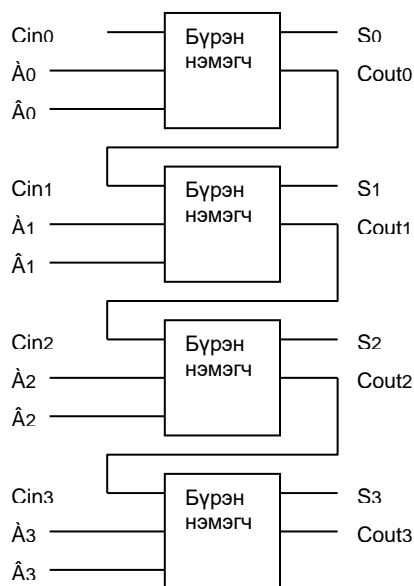 Cin0
À0
Â0
Бүрэн
нэмэгч
S0
Cout0
Cin1
À1
Â1
Бүрэн
нэмэгч
S1
Cout1
Cin2
À2
Â2
Бүрэн
нэмэгч
S2
Cout2
Cin3
À3
Â3
Бүрэн
нэмэгч
S3
Cout3